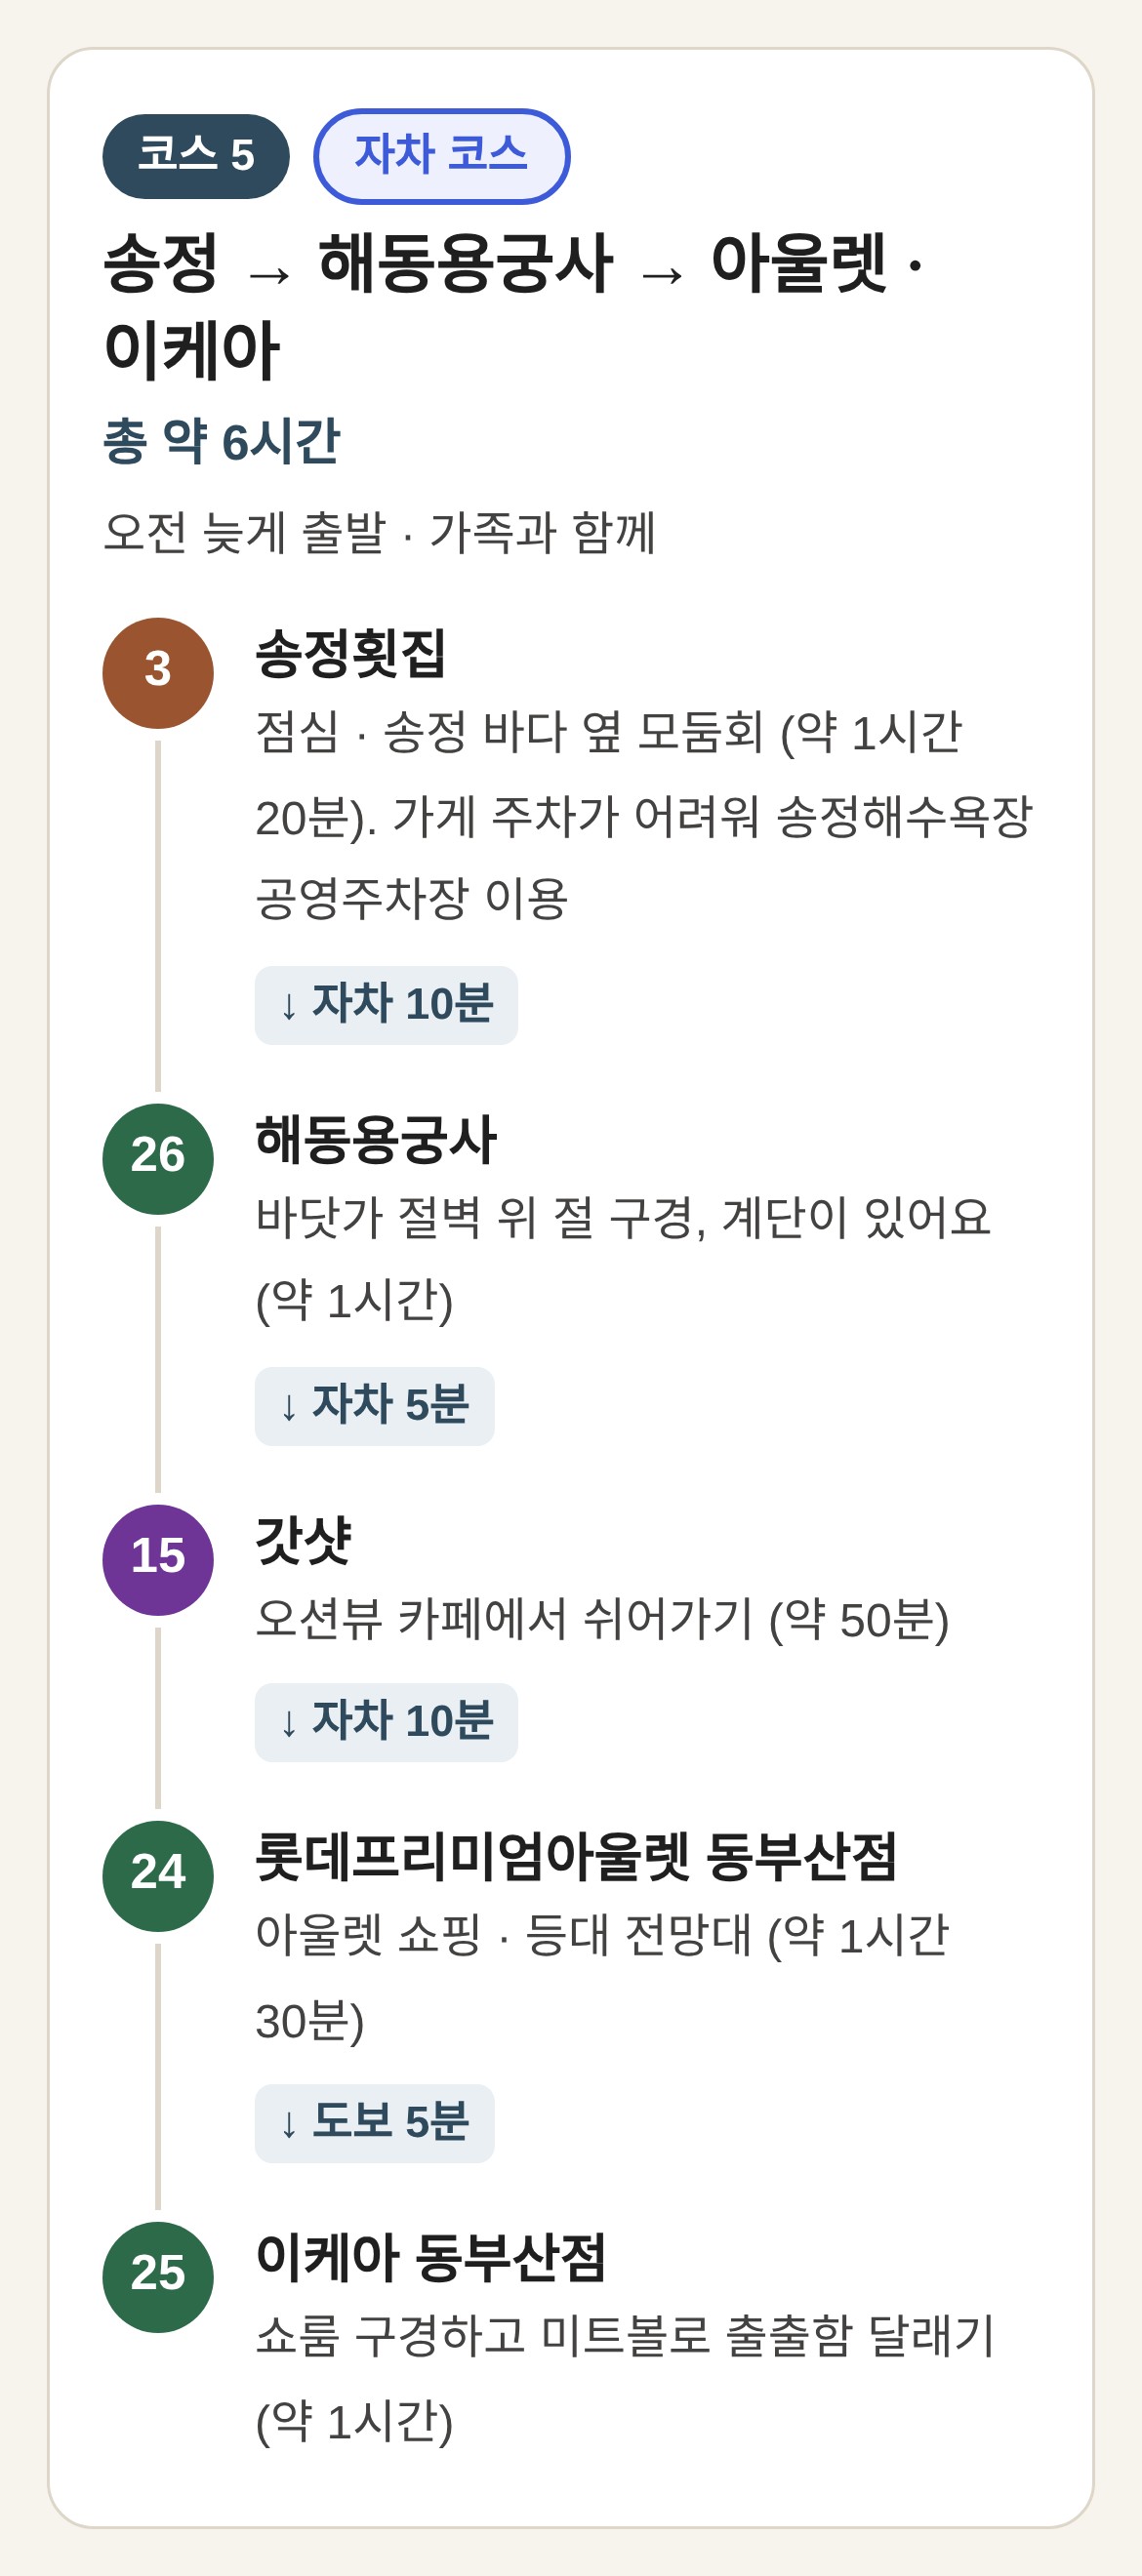 코스 5 자차 코스
송정 → 해동용궁사 → 아울렛 ·
이케아
총 약 6시간
오전 늦게 출발 · 가족과 함께
3 송정횟집
점심 · 송정 바다 옆 모둠회 (약 1시간
20분). 가게 주차가 어려워 송정해수욕장
공영주차장 이용
↓ 자차 10분
26 해동용궁사
바닷가 절벽 위 절 구경, 계단이 있어요
(약 1시간)
↓ 자차 5분
15 갓샷
오션뷰 카페에서 쉬어가기 (약 50분)
↓ 자차 10분
24 롯데프리미엄아울렛 동부산점
아울렛 쇼핑 · 등대 전망대 (약 1시간
30분)
↓ 도보 5분
25 이케아 동부산점
쇼룸 구경하고 미트볼로 출출함 달래기
(약 1시간)